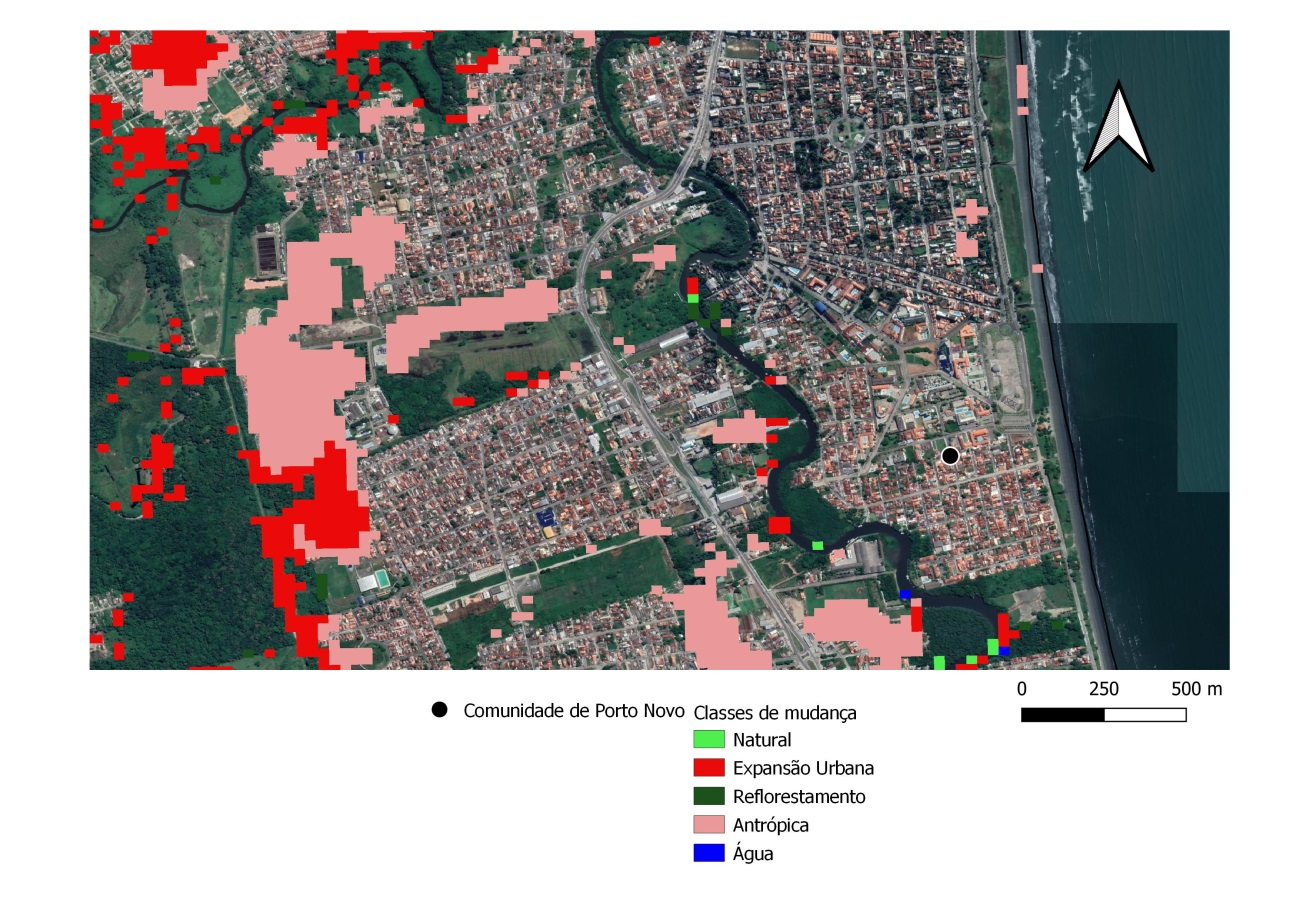 0 250 500 m
Comunidade de Porto Novo
Classes de mudança
Natural
Expansão Urbana
Reflorestamento
Antrópica
Água